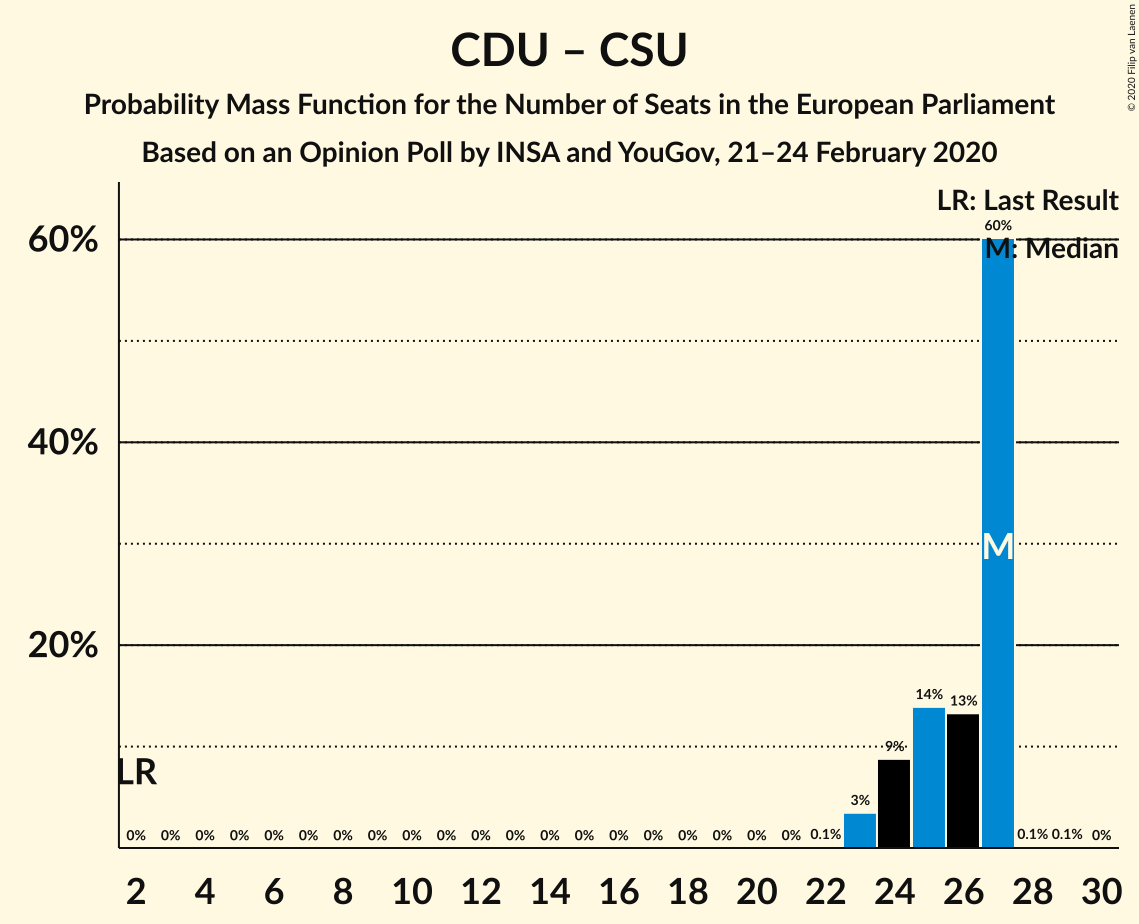 CDU – CSU
Probability Mass Function for the Number of Seats in the European Parliament
Based on an Opinion Poll by INSA and YouGov, 21–24 February 2020
© 2020 Filip van Laenen
LR: Last Result
M: Median
60%
40%
20%
60%
M
14%
13%
9%
3%
LR
0% 0% 0% 0% 0% 0% 0% 0% 0% 0% 0% 0% 0% 0% 0% 0% 0% 0% 0% 0% 0.1% 0.1% 0.1% 0%
2 4 6 8 10 12 14 16 18 20 22 24 26 28 30